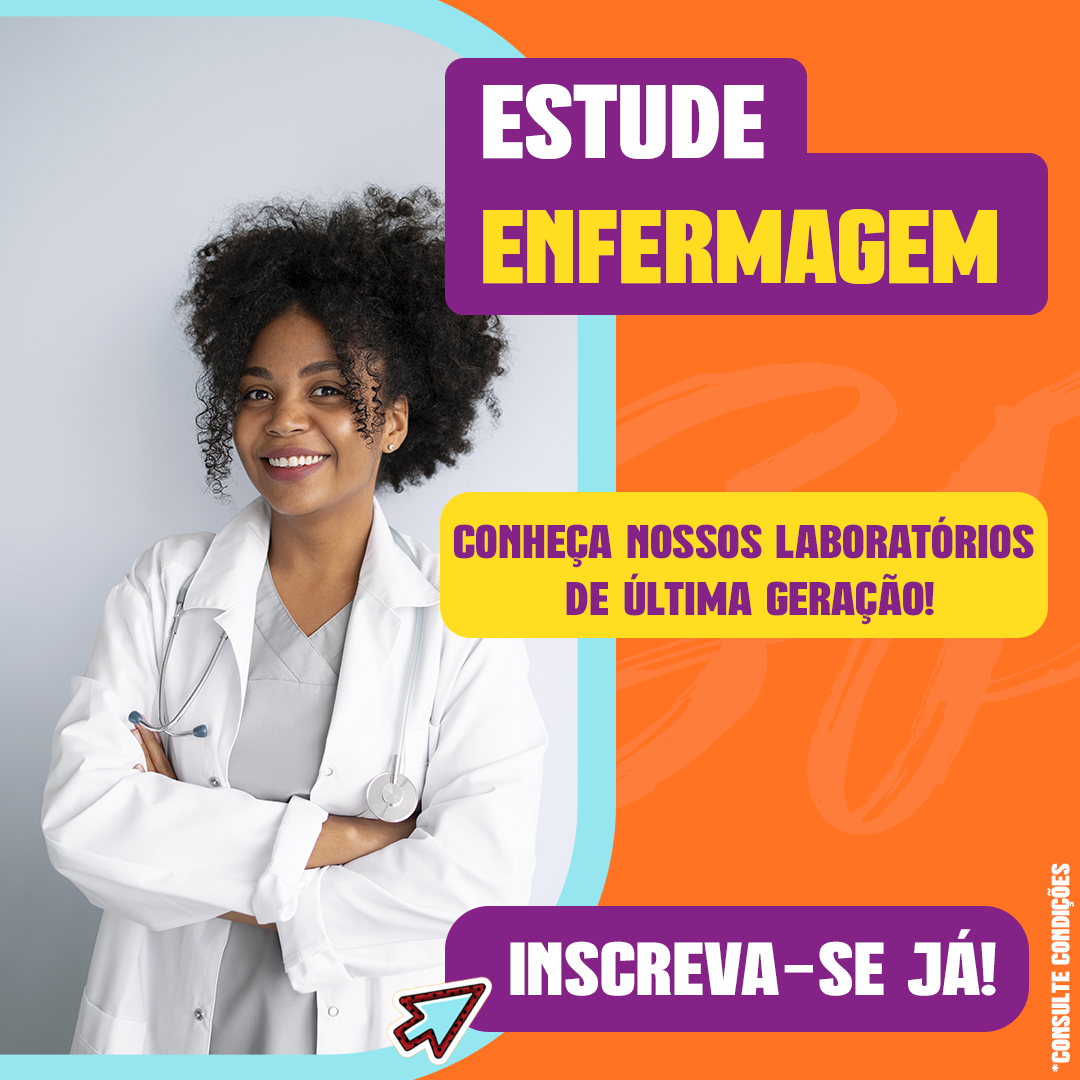 ESTUDE
ENFERMAGEM
CONHEÇA NOSSOS LABORATÓRIOS
DE ÚLTIMA GERAÇÃO!
INSCREVA-SE JÁ!
*CONSULTE CONDIÇÕES